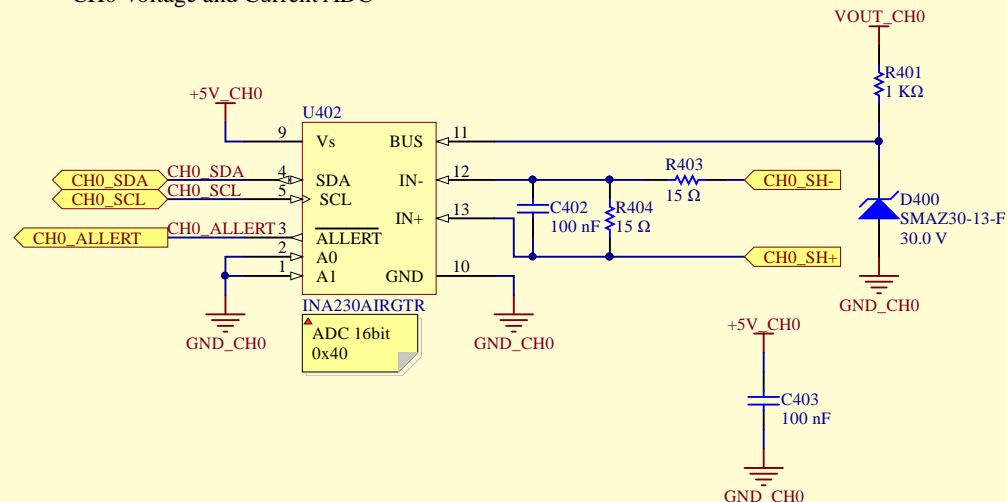 CH0 Voltage and Current ADC
VOUT_CH0
R401
1 KΩ
+5V_CH0
U402
9 Vs
BUS 11
CH0_SDA CH0_SDA 4 SDA
CH0_SCL CH0_SCL 5 SCL
IN- 12
R403
15 Ω
CH0_SH-
C402
100 nF
R404
15 Ω
IN+ 13
D400
SMAZ30-13-F
30.0 V
CH0_ALLERT CH0_ALLERT 3 ALLERT
2 A0
CH0_SH+
1 A1
GND 10
GND_CH0
INA230AIRGTR
ADC 16bit
0x40
GND_CH0
GND_CH0
+5V_CH0
C403
100 nF
GND_CH0